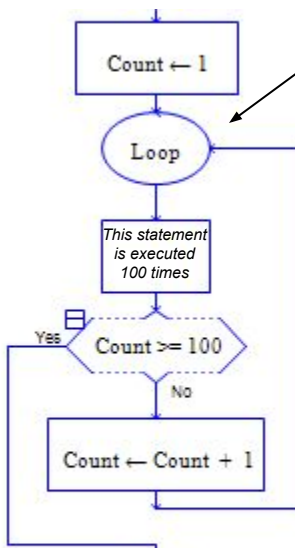 Count ← 1
Loop
This statement
is executed
100 times
Yes
Count >= 100
No
Count ← Count + 1